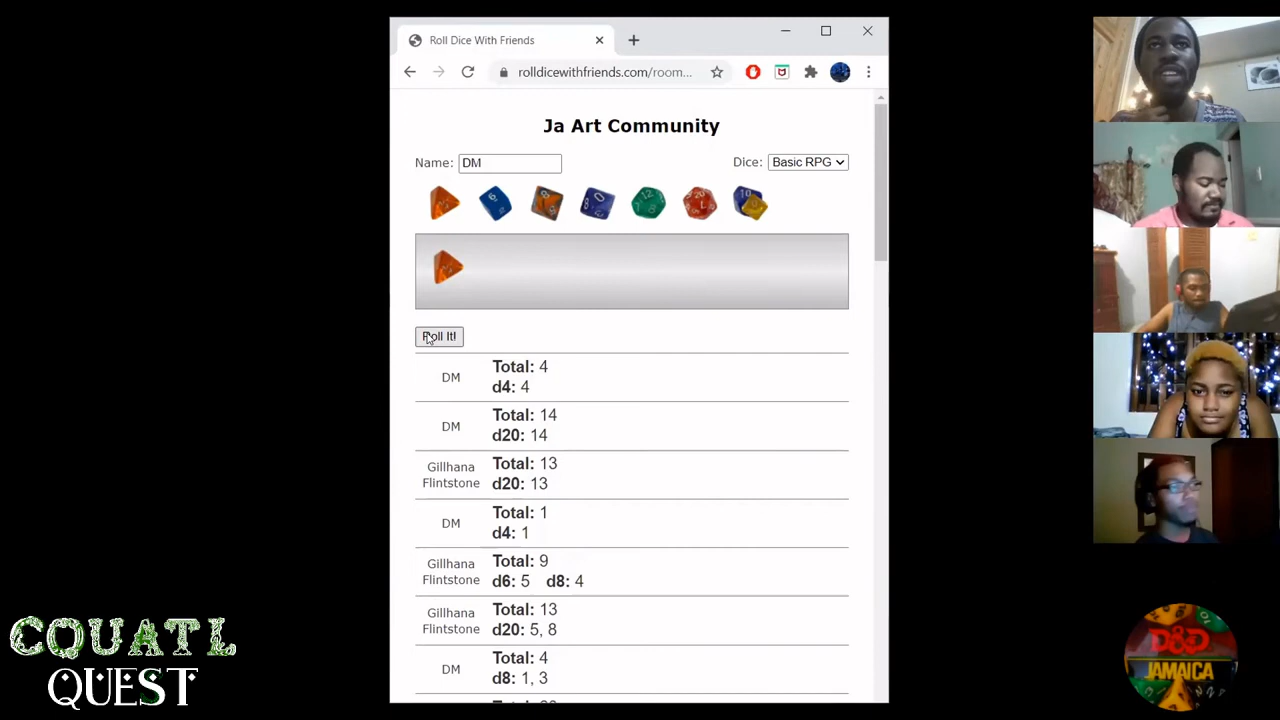 Roll Dice With Friends
rolldicewithfriends.com/room...
Ja Art Community
Name: DM
Dice: Basic RPG
Roll It!
DM
Total: 4
d4: 4
DM
Total: 14
d20: 14
Gillhana
Flintstone
Total: 13
d20: 13
DM
Total: 1
d4: 1
Gillhana
Flintstone
Total: 9
d6: 5 d8: 4
Gillhana
Flintstone
Total: 13
d20: 5, 8
DM
Total: 4
d8: 1, 3
COUATL
QUEST
D&D
JAMAICA